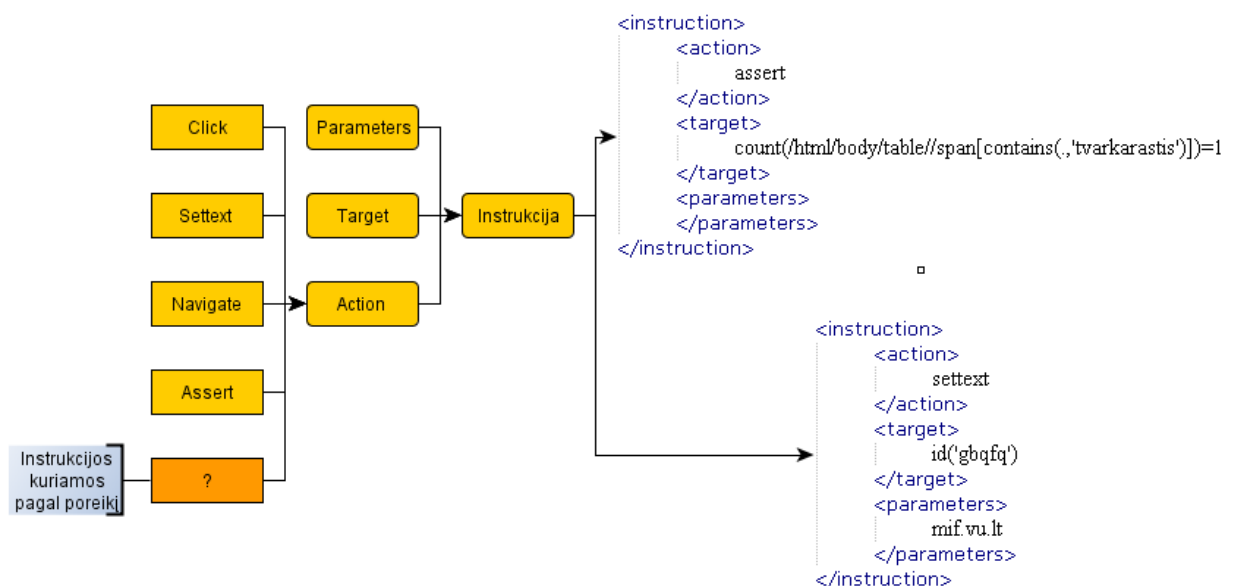 Click
Settext
Navigate
Assert
?
Instrukcijos
kuriamos
pagal poreikį
Parameters
Target
Action
Instrukcija
<instruction>
<action>
assert
</action>
<target>
count(/html/body/table//span[contains(.,'tvarkarastis')])=1
</target>
<parameters>
</parameters>
</instruction>
<instruction>
<action>
settext
</action>
<target>
id('gbqfq')
</target>
<parameters>
mif.vu.lt
</parameters>
</instruction>